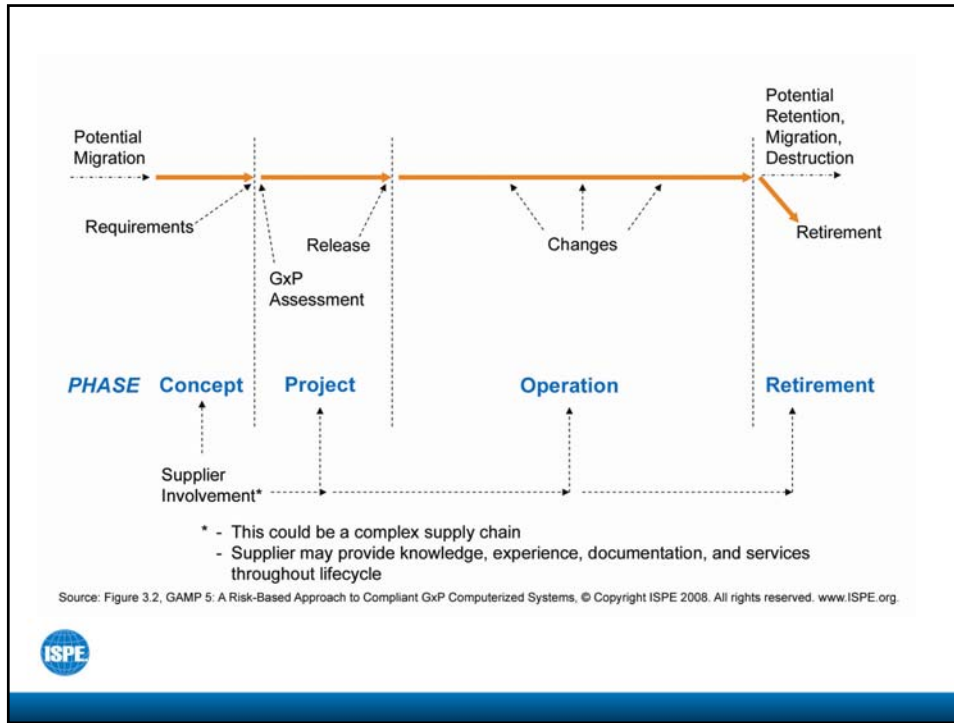 Potential
Migration
Potential
Retention,
Migration,
Destruction
Requirements
Release
Changes
Retirement
GxP
Assessment
PHASE Concept Project Operation Retirement
Supplier
Involvement*
* - This could be a complex supply chain
- Supplier may provide knowledge, experience, documentation, and services
throughout lifecycle
Source: Figure 3.2, GAMP 5: A Risk-Based Approach to Compliant GxP Computerized Systems, © Copyright ISPE 2008. All rights reserved. www.ISPE.org.
ISPE